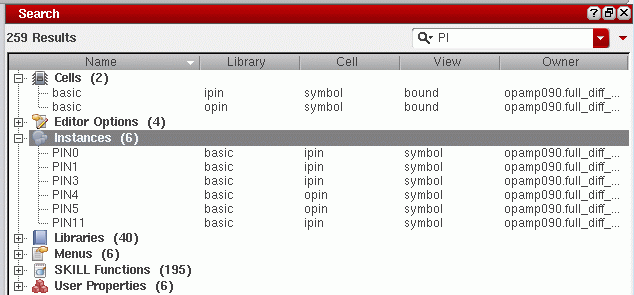 Search
259 Results PI
Name Library Cell View Owner
Cells (2)
basic ipin symbol bound opamp090.full_diff_...
basic opin symbol bound opamp090.full_diff_...
Editor Options (4)
Instances (6)
PIN0 basic ipin symbol opamp090.full_diff_...
PIN1 basic ipin symbol opamp090.full_diff_...
PIN3 basic ipin symbol opamp090.full_diff_...
PIN4 basic opin symbol opamp090.full_diff_...
PIN5 basic opin symbol opamp090.full_diff_...
PIN11 basic ipin symbol opamp090.full_diff_...
Libraries (40)
Menus (6)
SKILL Functions (195)
User Properties (6)